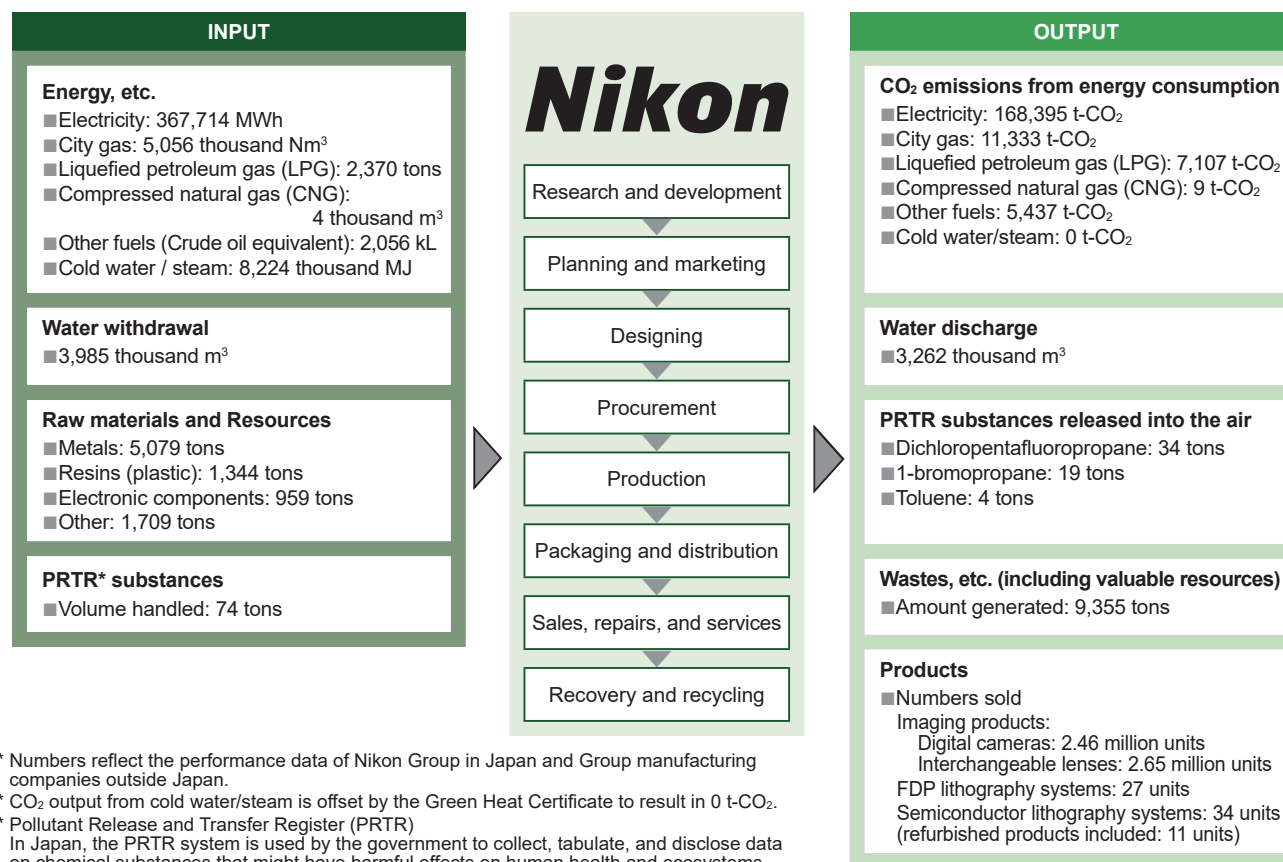 INPUT
Energy, etc.
■Electricity: 367,714 MWh
■City gas: 5,056 thousand Nm³
■Liquefied petroleum gas (LPG): 2,370 tons
■Compressed natural gas (CNG):
4 thousand m³
■Other fuels (Crude oil equivalent): 2,056 kL
■Cold water / steam: 8,224 thousand MJ
Water withdrawal
■3,985 thousand m³
Raw materials and Resources
■Metals: 5,079 tons
■Resins (plastic): 1,344 tons
■Electronic components: 959 tons
■Other: 1,709 tons
PRTR* substances
■Volume handled: 74 tons
Nikon
Research and development
Planning and marketing
Designing
Procurement
Production
Packaging and distribution
Sales, repairs, and services
Recovery and recycling
OUTPUT
CO₂ emissions from energy consumption
■Electricity: 168,395 t-CO₂
■City gas: 11,333 t-CO₂
■Liquefied petroleum gas (LPG): 7,107 t-CO₂
■Compressed natural gas (CNG): 9 t-CO₂
■Other fuels: 5,437 t-CO₂
■Cold water/steam: 0 t-CO₂
Water discharge
■3,262 thousand m³
PRTR substances released into the air
■Dichloropentafluoropropane: 34 tons
■1-bromopropane: 19 tons
■Toluene: 4 tons
Wastes, etc. (including valuable resources)
■Amount generated: 9,355 tons
Products
■Numbers sold
Imaging products:
Digital cameras: 2.46 million units
Interchangeable lenses: 2.65 million units
FDP lithography systems: 27 units
Semiconductor lithography systems: 34 units
(refurbished products included: 11 units)
* Numbers reflect the performance data of Nikon Group in Japan and Group manufacturing
companies outside Japan.
* CO₂ output from cold water/steam is offset by the Green Heat Certificate to result in 0 t-CO₂.
* Pollutant Release and Transfer Register (PRTR)
In Japan, the PRTR system is used by the government to collect, tabulate, and disclose data
on chemical substances that might have harmful effects on human health and ecosystems